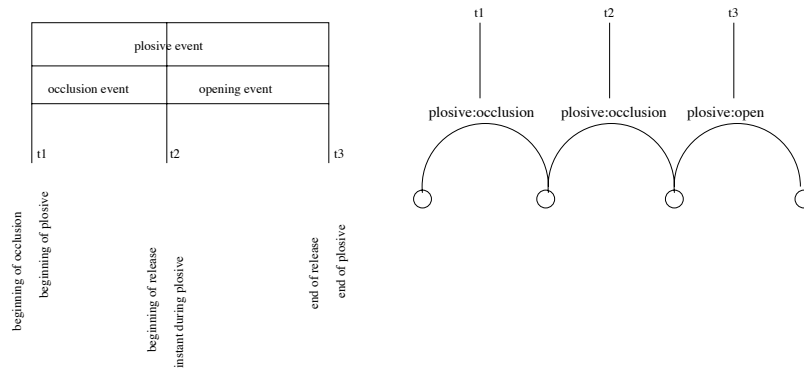 plosive event
occlusion event
opening event
t1
t2
t3
beginning of occlusion
beginning of plosive
beginning of release
instant during plosive
end of release
end of plosive
t1
t2
t3
plosive:occlusion
plosive:occlusion
plosive:open